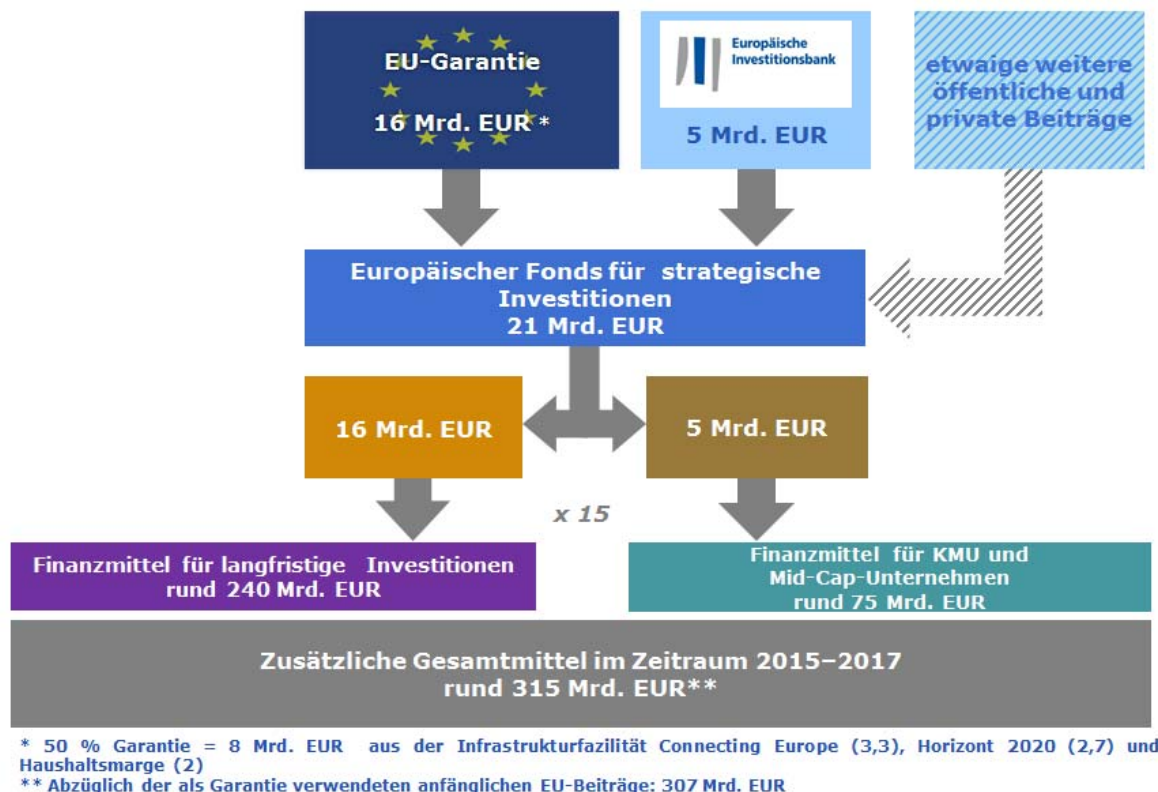 EU-Garantie
16 Mrd. EUR *
Europäische
Investitionsbank
5 Mrd. EUR
etwaige weitere
öffentliche und
private Beiträge
Europäischer Fonds für strategische
Investitionen
21 Mrd. EUR
16 Mrd. EUR
5 Mrd. EUR
x 15
Finanzmittel für langfristige Investitionen
rund 240 Mrd. EUR
Finanzmittel für KMU und
Mid-Cap-Unternehmen
rund 75 Mrd. EUR
Zusätzliche Gesamtmittel im Zeitraum 2015–2017
rund 315 Mrd. EUR**
* 50 % Garantie = 8 Mrd. EUR aus der Infrastrukturfazilität Connecting Europe (3,3), Horizont 2020 (2,7) und
Haushaltsmarge (2)
** Abzüglich der als Garantie verwendeten anfänglichen EU-Beiträge: 307 Mrd. EUR